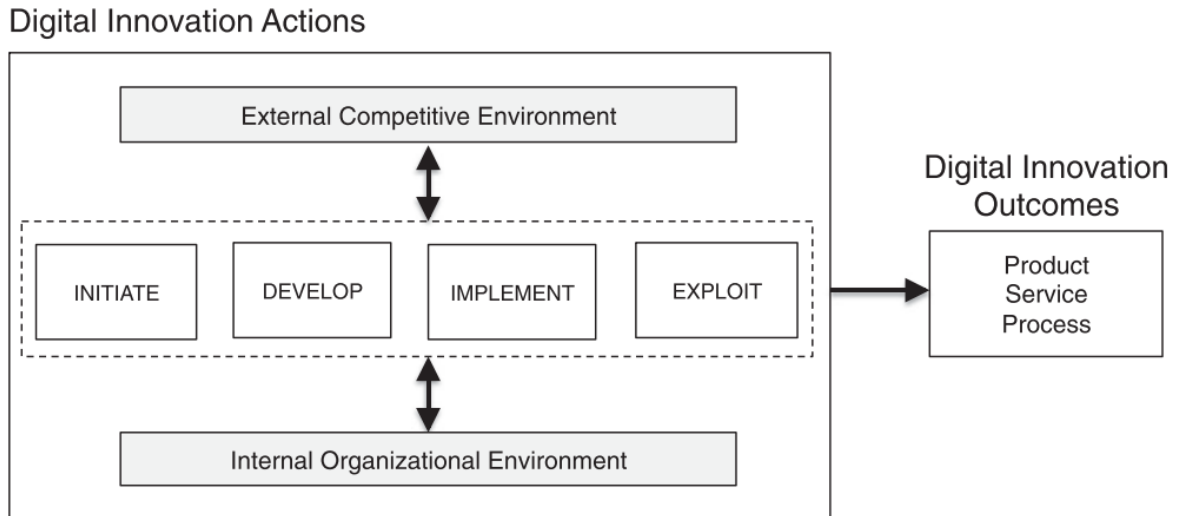 Digital Innovation Actions
External Competitive Environment
Digital Innovation
Outcomes
INITIATE
DEVELOP
IMPLEMENT
EXPLOIT
Product
Service
Process
Internal Organizational Environment